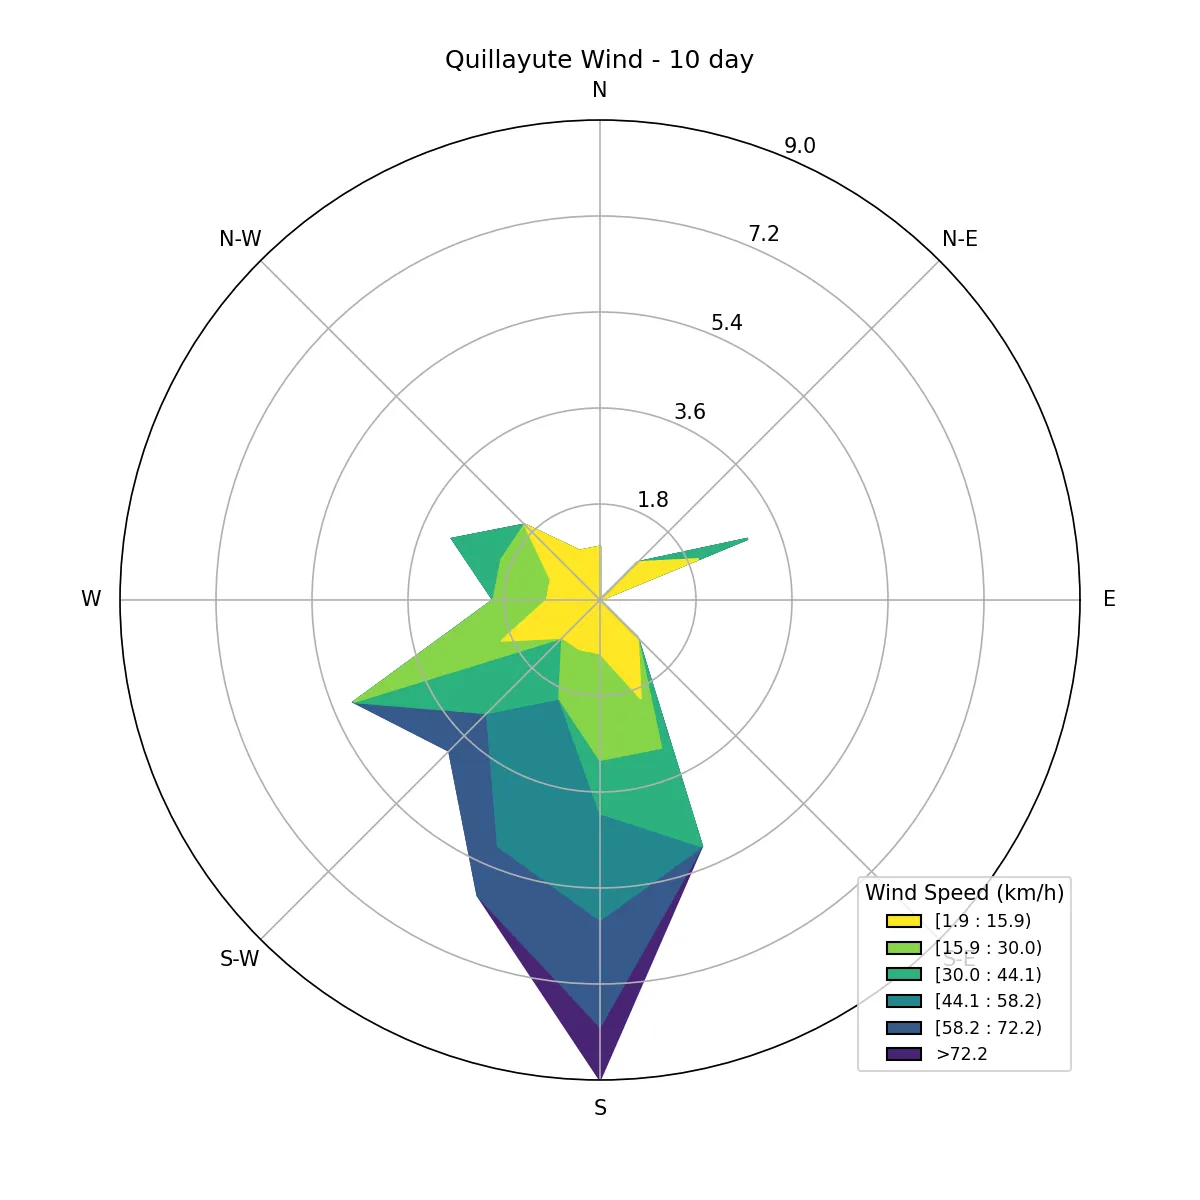 Quillayute Wind - 10 day
N
9.0
N-W
7.2
N-E
5.4
3.6
1.8
W
E
Wind Speed (km/h)
[1.9 : 15.9)
[15.9 : 30.0)
S-W
S-E
[30.0 : 44.1)
[44.1 : 58.2)
[58.2 : 72.2)
>72.2
S